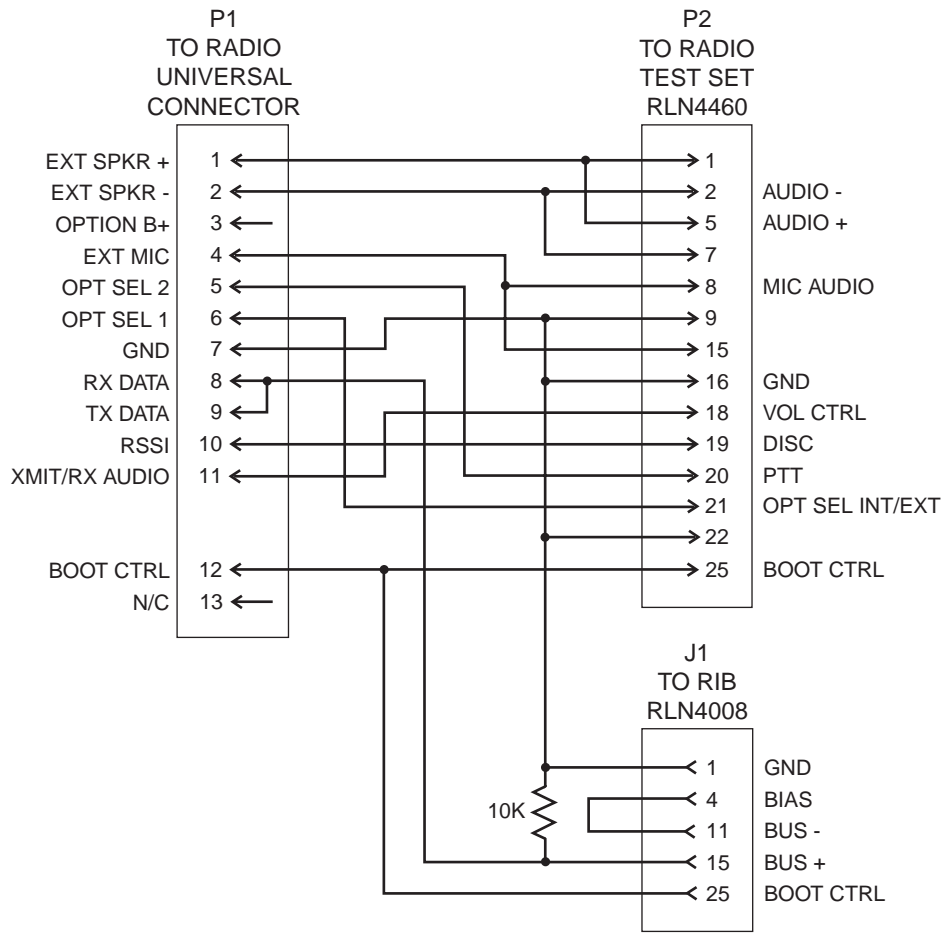 P1
TO RADIO
UNIVERSAL
CONNECTOR
EXT SPKR + 1
EXT SPKR - 2
OPTION B+ 3
EXT MIC 4
OPT SEL 2 5
OPT SEL 1 6
GND 7
RX DATA 8
TX DATA 9
RSSI 10
XMIT/RX AUDIO 11
BOOT CTRL 12
N/C 13
P2
TO RADIO
TEST SET
RLN4460
1
2 AUDIO -
5 AUDIO +
7
8 MIC AUDIO
9
15
16 GND
18 VOL CTRL
19 DISC
20 PTT
21 OPT SEL INT/EXT
22
25 BOOT CTRL
J1
TO RIB
RLN4008
1 GND
4 BIAS
11 BUS -
15 BUS +
25 BOOT CTRL
10K